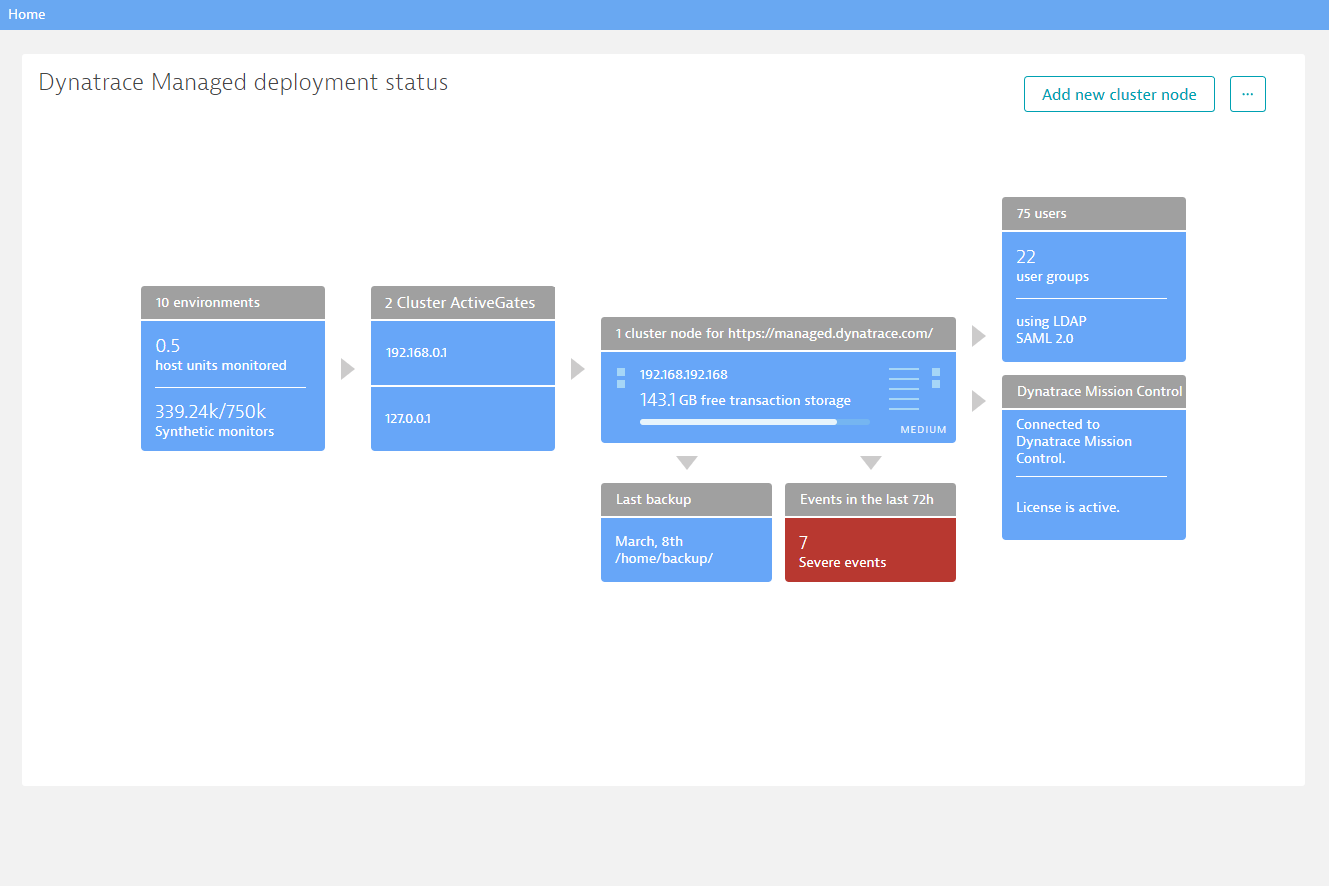 Home
Dynatrace Managed deployment status
Add new cluster node
...
10 environments
0.5
host units monitored
339.24k/750k
Synthetic monitors
2 Cluster ActiveGates
192.168.0.1
127.0.0.1
1 cluster node for https://managed.dynatrace.com/
192.168.192.168
143.1 GB free transaction storage
MEDIUM
Last backup
March, 8th
/home/backup/
Events in the last 72h
7
Severe events
75 users
22
user groups
using LDAP
SAML 2.0
Dynatrace Mission Control
Connected to
Dynatrace Mission
Control.
License is active.